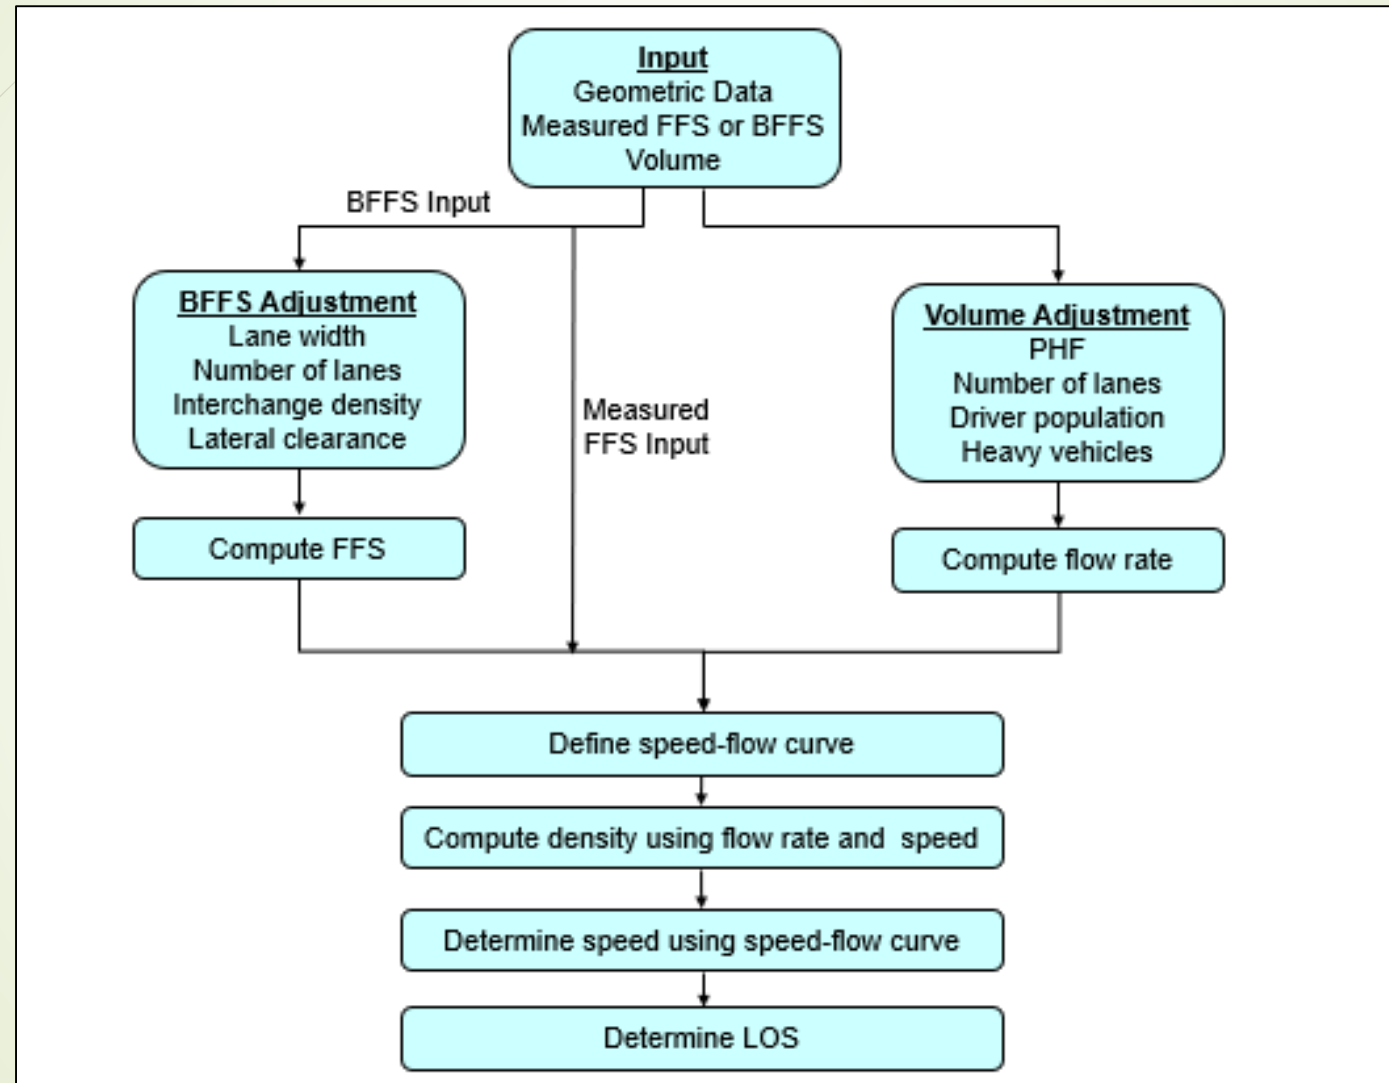 Input
Geometric Data
Measured FFS or BFFS
Volume
BFFS Input
BFFS Adjustment
Lane width
Number of lanes
Interchange density
Lateral clearance
Measured
FFS Input
Volume Adjustment
PHF
Number of lanes
Driver population
Heavy vehicles
Compute FFS
Compute flow rate
Define speed-flow curve
Compute density using flow rate and speed
Determine speed using speed-flow curve
Determine LOS